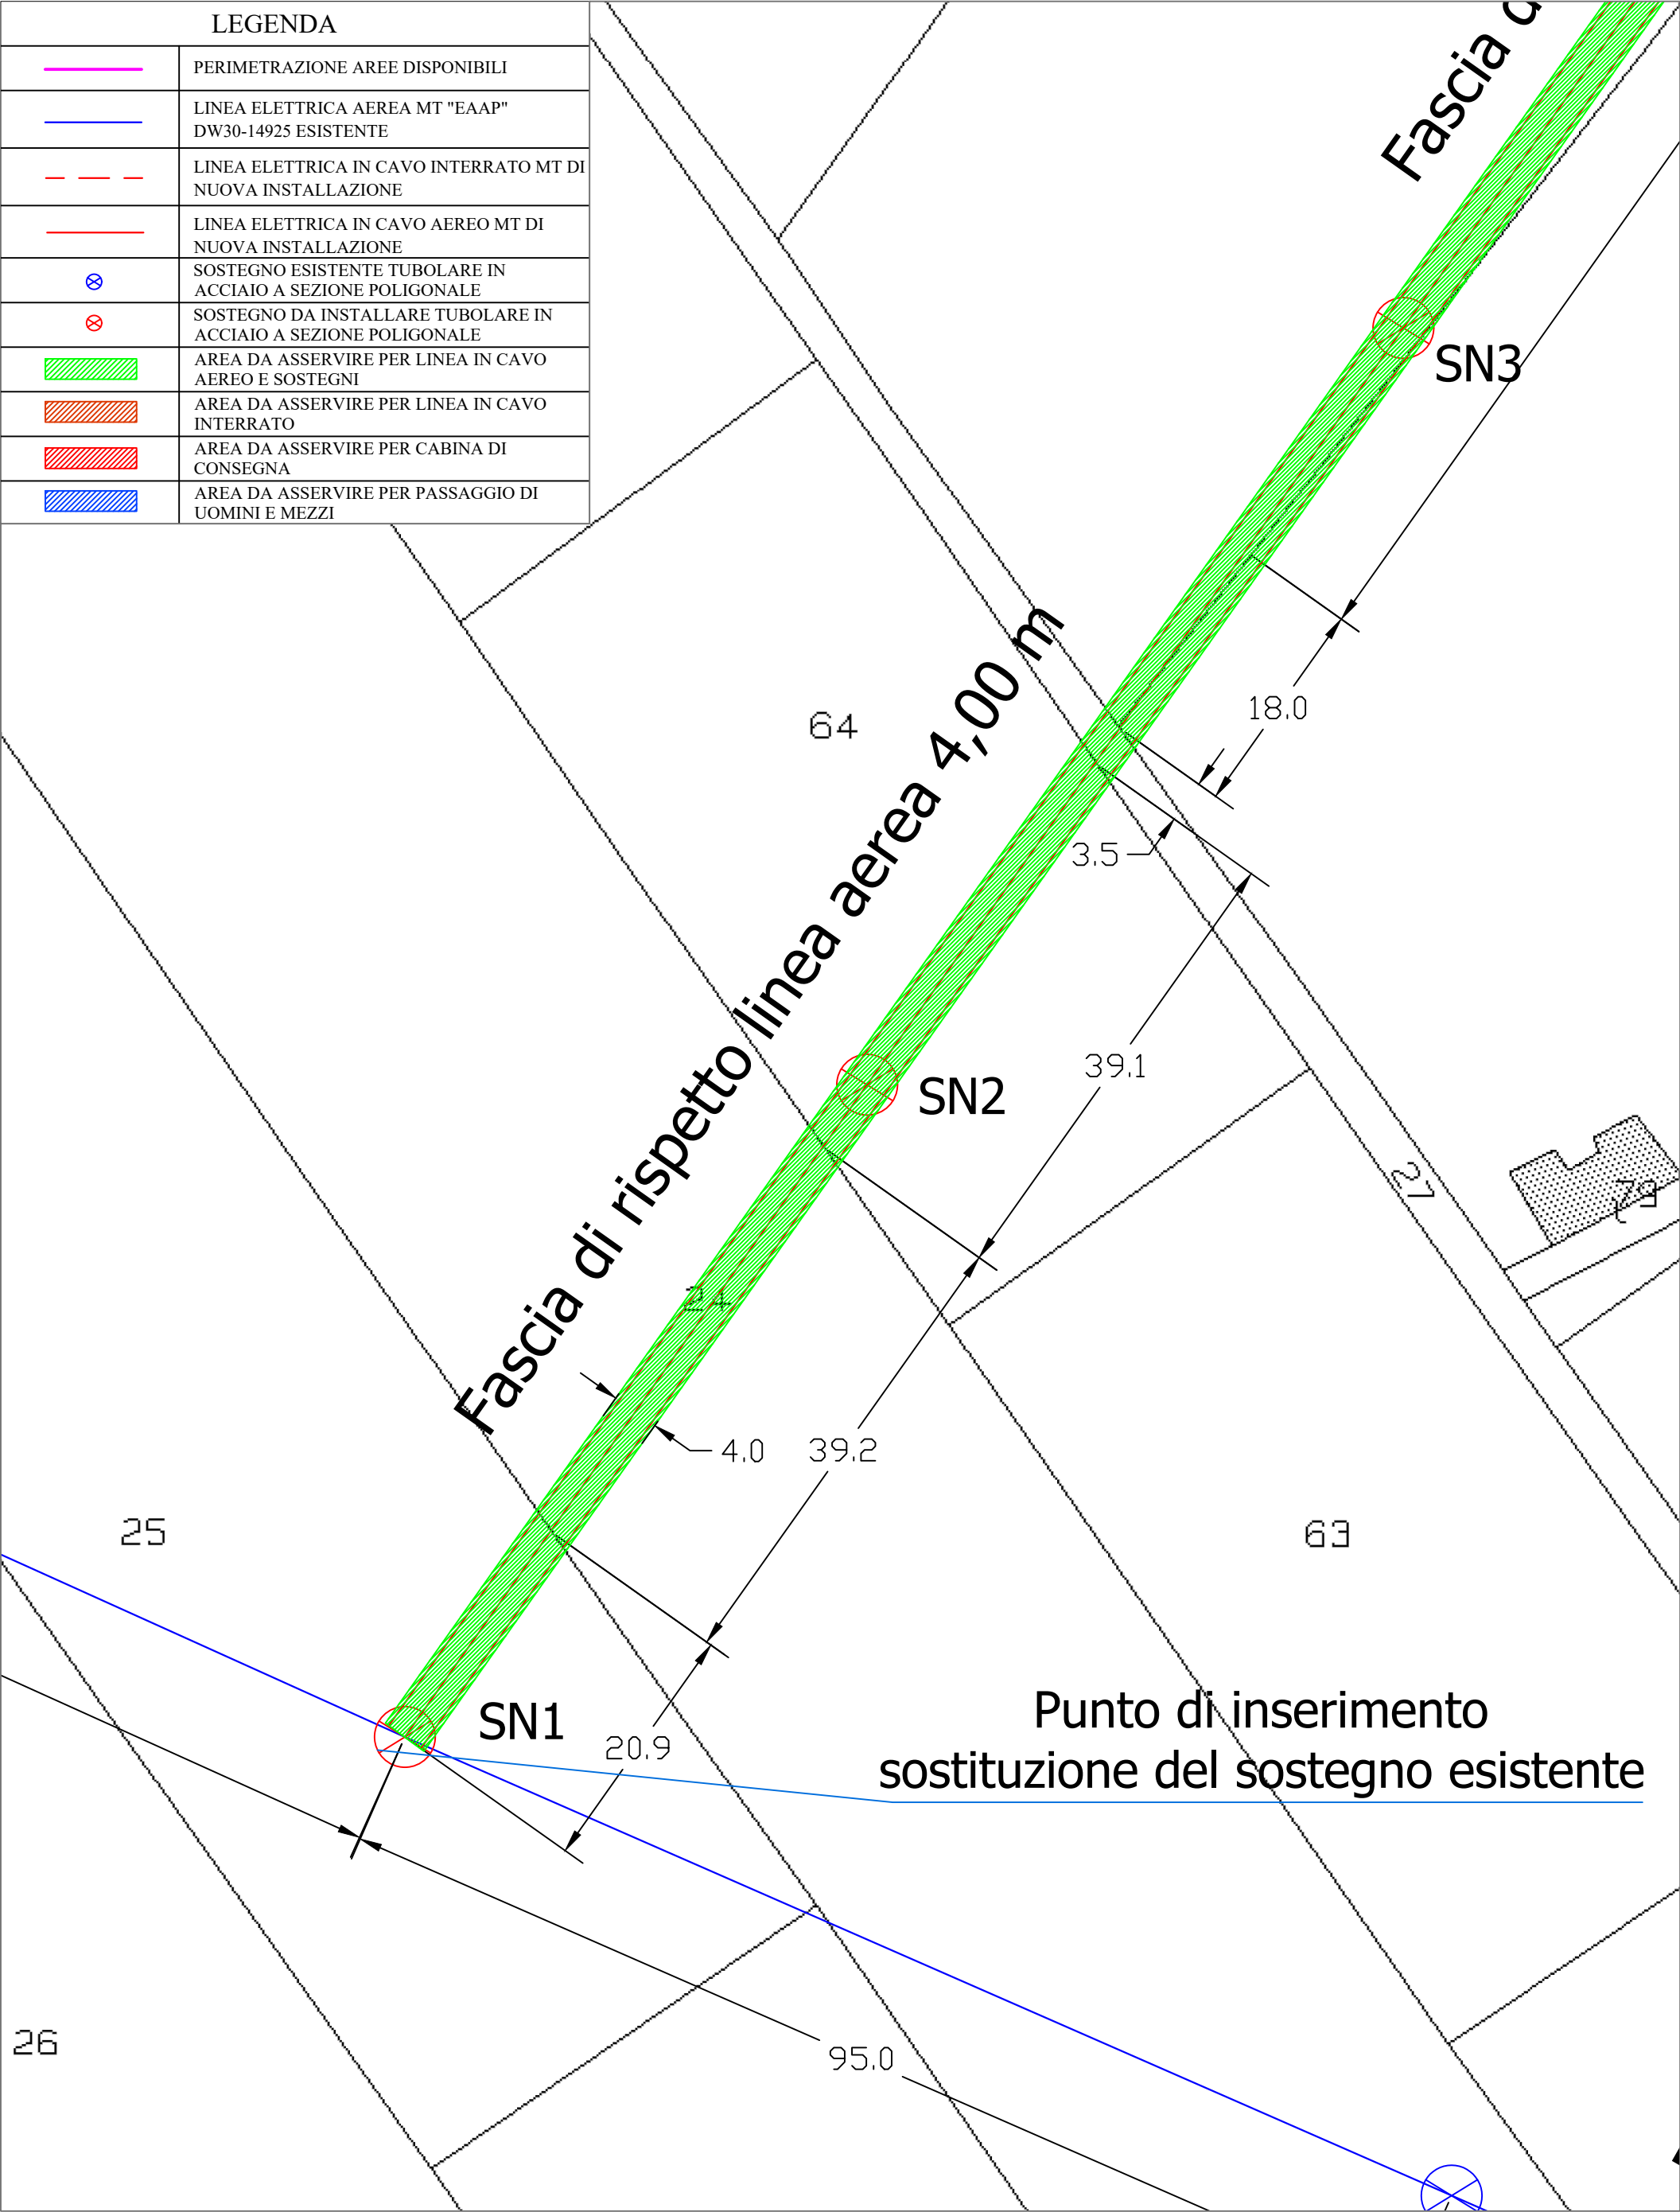 LEGENDA
PERIMETRAZIONE AREE DISPONIBILI
LINEA ELETTRICA AEREA MT "EAAP"
DW30-14925 ESISTENTE
LINEA ELETTRICA IN CAVO INTERRATO MT DI
NUOVA INSTALLAZIONE
LINEA ELETTRICA IN CAVO AEREO MT DI
NUOVA INSTALLAZIONE
SOSTEGNO ESISTENTE TUBOLARE IN
ACCIAIO A SEZIONE POLIGONALE
SOSTEGNO DA INSTALLARE TUBOLARE IN
ACCIAIO A SEZIONE POLIGONALE
AREA DA ASSERVIRE PER LINEA IN CAVO
AEREO E SOSTEGNI
AREA DA ASSERVIRE PER LINEA IN CAVO
INTERRATO
AREA DA ASSERVIRE PER CABINA DI
CONSEGNA
AREA DA ASSERVIRE PER PASSAGGIO DI
UOMINI E MEZZI
Fascia d
SN3
18.0
64
3.5
Fascia di rispetto linea aerea 4,00 m
39.1
SN2
27
79
24
4.0
39.2
25
63
SN1
20.9
Punto di inserimento
sostituzione del sostegno esistente
26
95.0